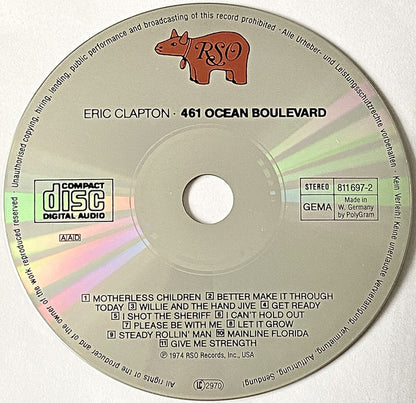 All rights of the producer and of the owner of the work reproduced reserved · Unauthorised copying, hiring, lending, public performance and broadcasting of this record prohibited · Alle Urheber- und Leistungsschutzrechte vorbehalten · Kein Verleih! Keine unerlaubte Vervielfältigung, Vermietung, Aufführung, Sendung!
RSO
ERIC CLAPTON · 461 OCEAN BOULEVARD
COMPACT
disc
DIGITAL AUDIO
AAD
STEREO 811 697-2
GEMA Made in
W. Germany
by PolyGram
1 MOTHERLESS CHILDREN 2 BETTER MAKE IT THROUGH
TODAY 3 WILLIE AND THE HAND JIVE 4 GET READY
5 I SHOT THE SHERIFF 6 I CAN'T HOLD OUT
7 PLEASE BE WITH ME 8 LET IT GROW
9 STEADY ROLLIN' MAN 10 MAINLINE FLORIDA
11 GIVE ME STRENGTH
℗ 1974 RSO Records, Inc., USA
LC 2970